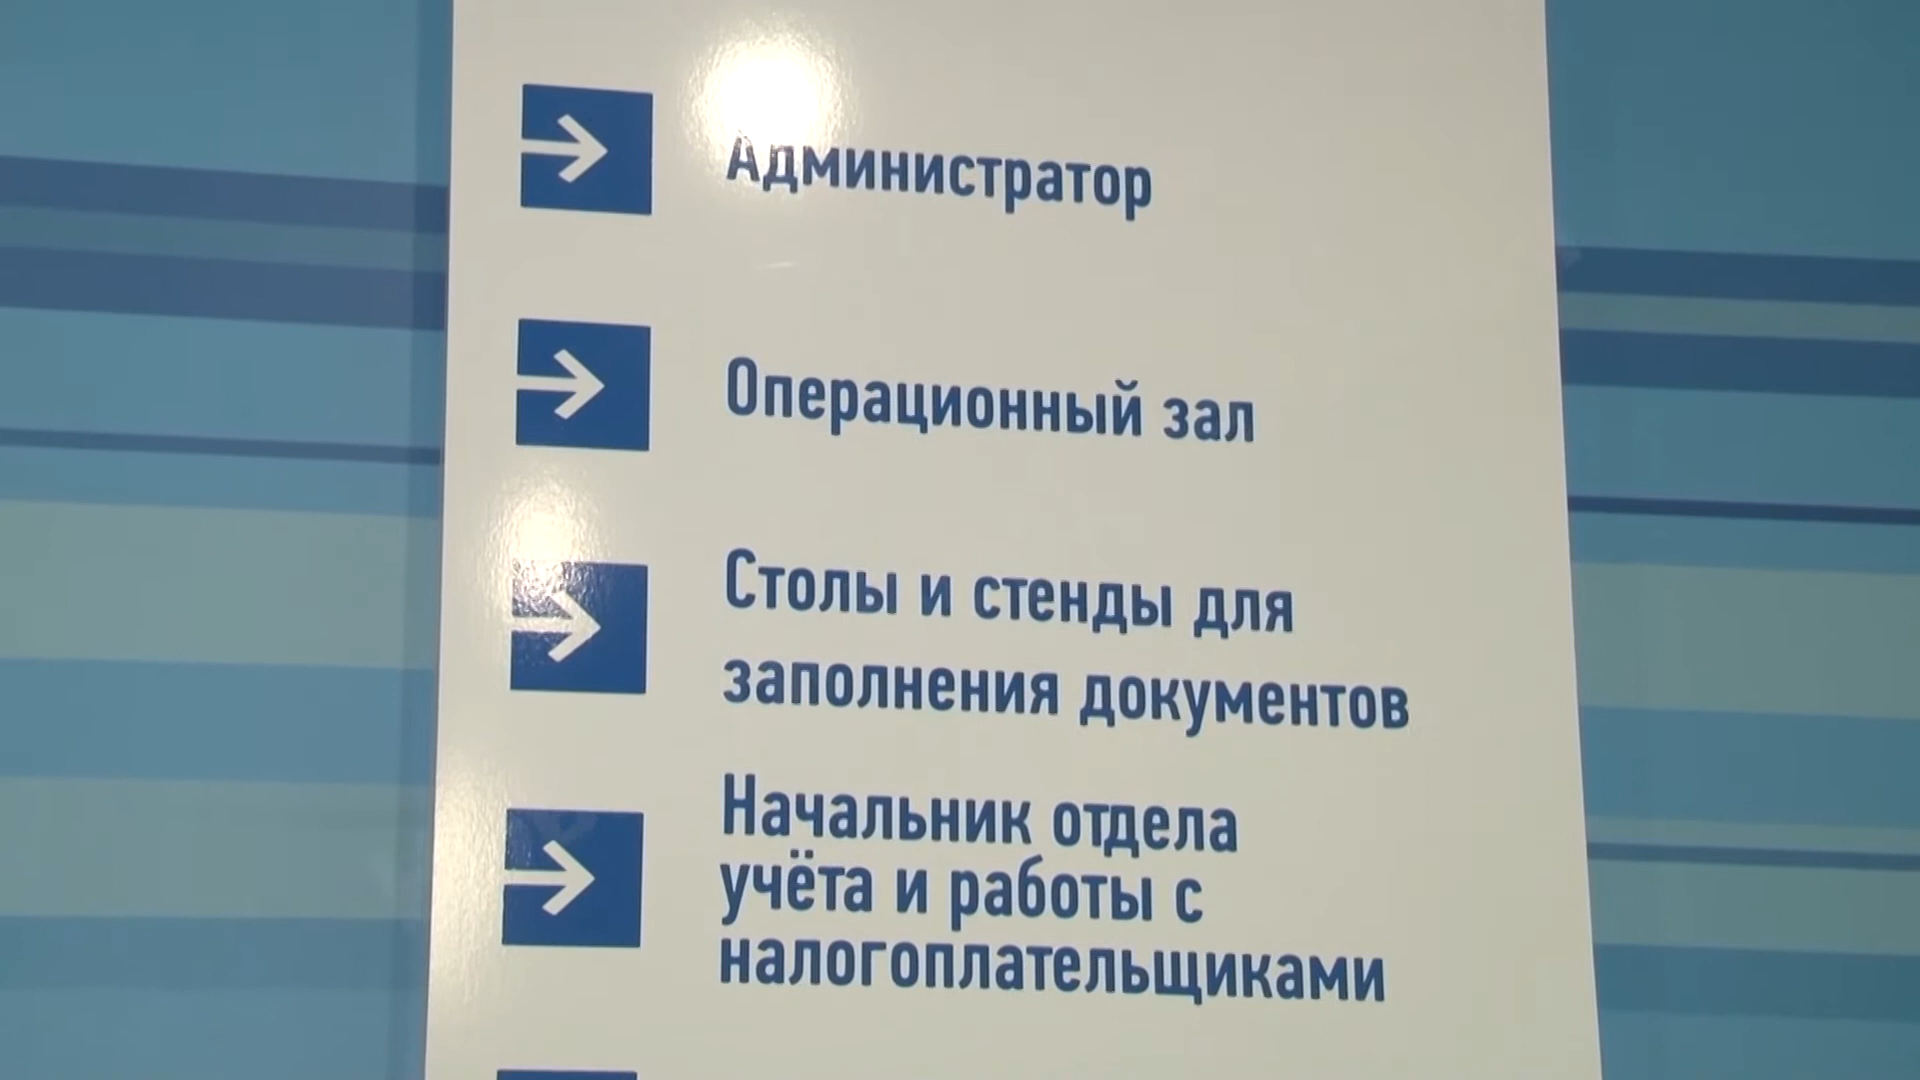 Администратор
Операционный зал
Столы и стенды для
заполнения документов
Начальник отдела
учёта и работы с
налогоплательщиками